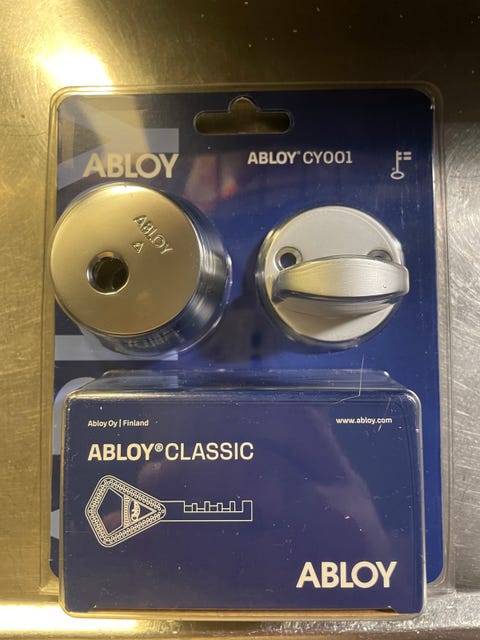 ABLOY
ABLOY® CY001
ABLOY
Abloy Oy | Finland
www.abloy.com
ABLOY®CLASSIC
ABLOY